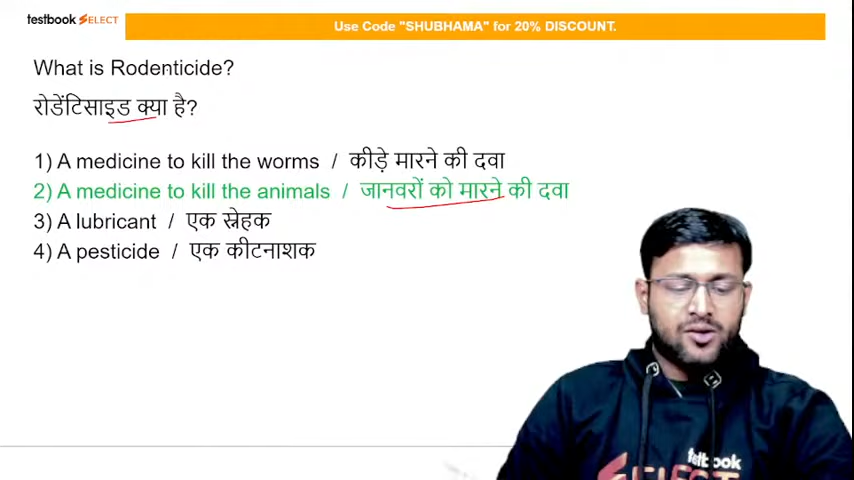 testbook SELECT
Use Code "SHUBHAMA" for 20% DISCOUNT.
What is Rodenticide?
रोडेंटिसाइड क्या है?
1) A medicine to kill the worms / कीड़े मारने की दवा
2) A medicine to kill the animals / जानवरों को मारने की दवा
3) A lubricant / एक स्नेहक
4) A pesticide / एक कीटनाशक
testbook
SELECT